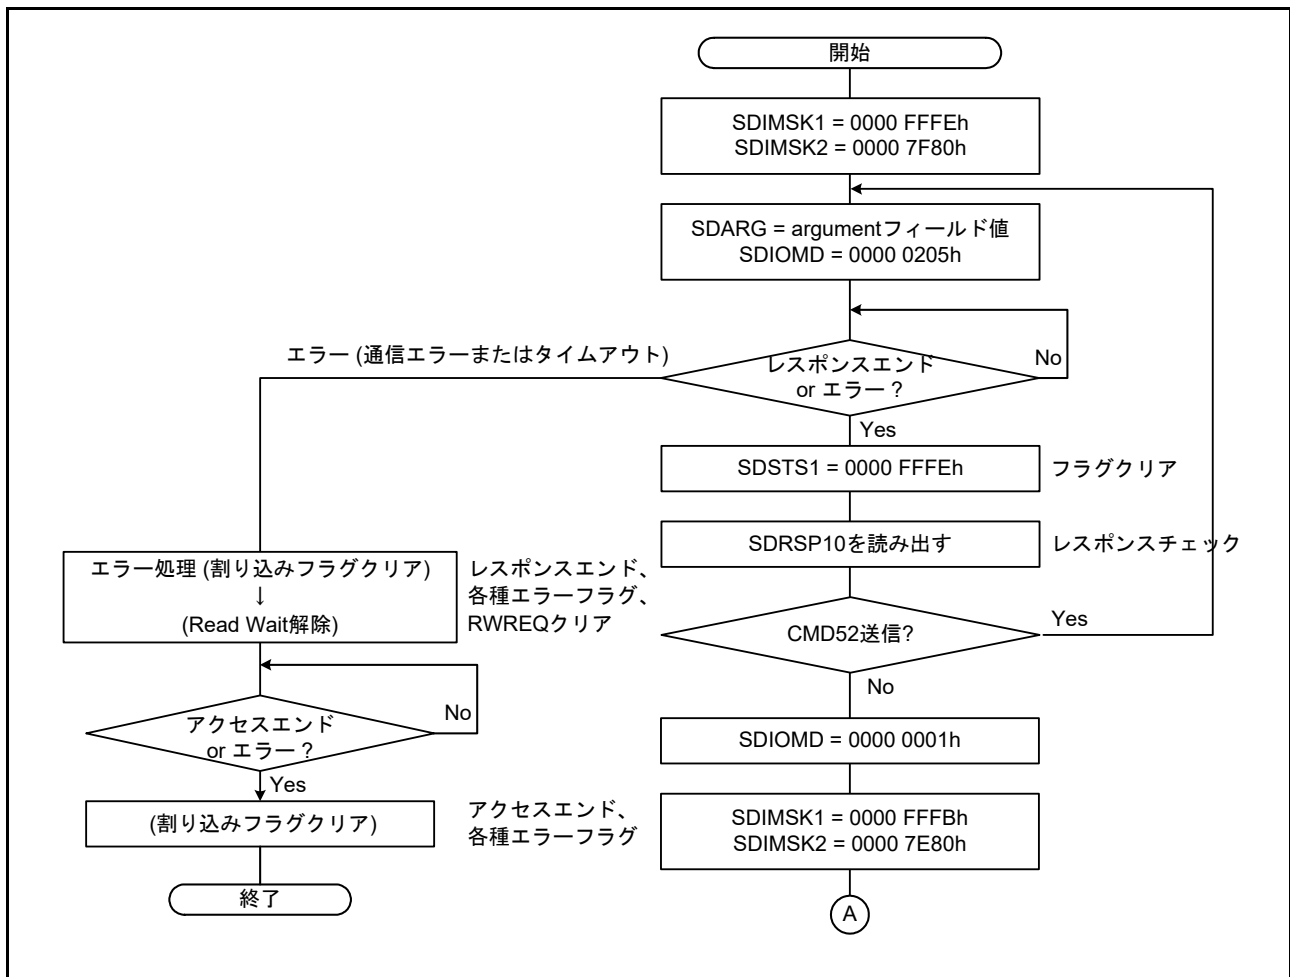 開始
SDIMSK1 = 0000 FFFEh
SDIMSK2 = 0000 7F80h
SDARG = argumentフィールド値
SDIOMD = 0000 0205h
エラー (通信エラーまたはタイムアウト)
レスポンスエンド
or エラー ?
No
Yes
SDSTS1 = 0000 FFFEh
フラグクリア
SDRSP10を読み出す
レスポンスチェック
エラー処理 (割り込みフラグクリア)
↓
(Read Wait解除)
レスポンスエンド、
各種エラーフラグ、
RWREQクリア
CMD52送信?
Yes
No
アクセスエンド
or エラー ?
No
Yes
SDIOMD = 0000 0001h
(割り込みフラグクリア)
アクセスエンド、
各種エラーフラグ
SDIMSK1 = 0000 FFFBh
SDIMSK2 = 0000 7E80h
終了
A